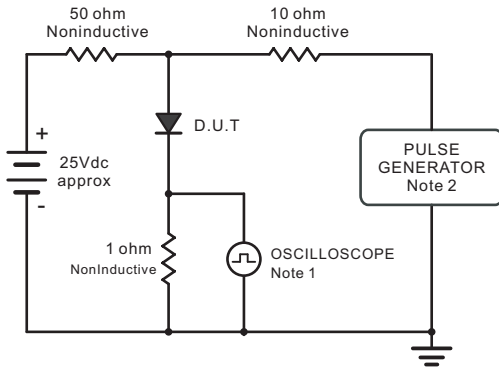 50 ohm
Noninductive
10 ohm
Noninductive
+
25Vdc
approx
-
D.U.T
PULSE
GENERATOR
Note 2
1 ohm
NonInductive
OSCILLOSCOPE
Note 1